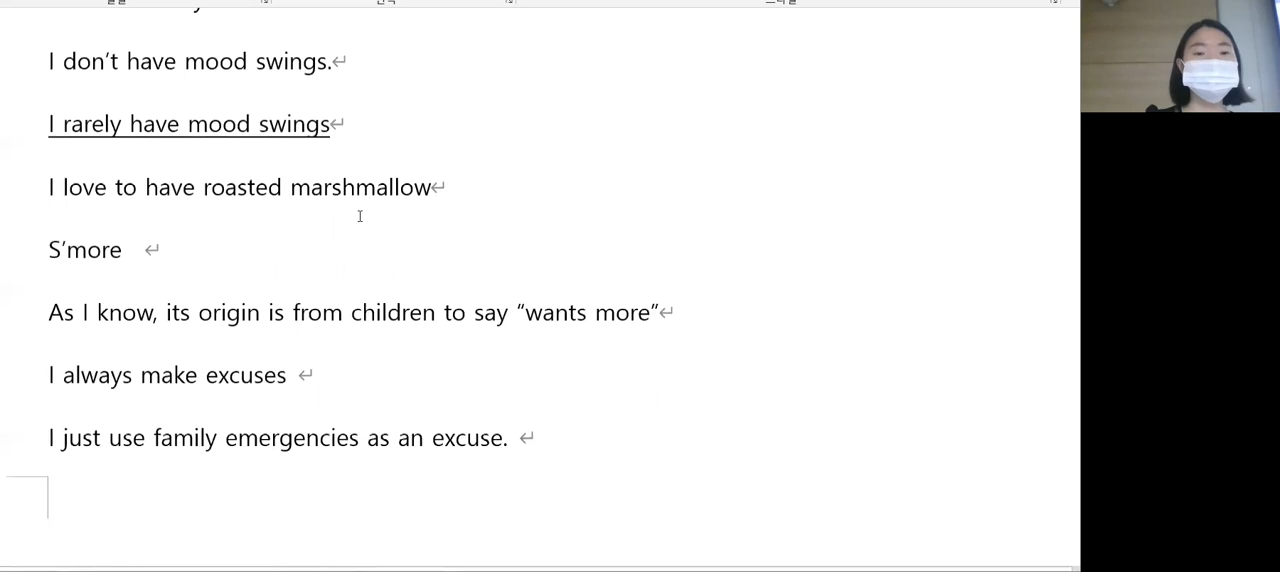 I don't have mood swings.
I rarely have mood swings
I love to have roasted marshmallow
S'more
As I know, its origin is from children to say “wants more”
I always make excuses
I just use family emergencies as an excuse.